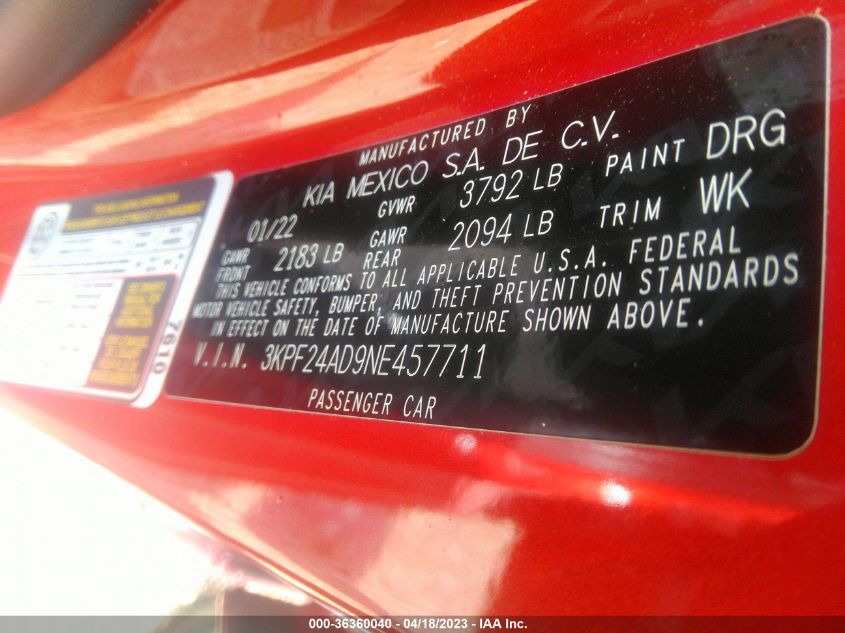 MANUFACTURED BY
KIA MEXICO S.A. DE C.V.
01/22 GVWR 3792 LB PAINT DRG
GAWR FRONT 2183 LB GAWR REAR 2094 LB TRIM WK
THIS VEHICLE CONFORMS TO ALL APPLICABLE U.S.A. FEDERAL
MOTOR VEHICLE SAFETY, BUMPER, AND THEFT PREVENTION STANDARDS
IN EFFECT ON THE DATE OF MANUFACTURE SHOWN ABOVE.
V.I.N. 3KPF24AD9NE457711
PASSENGER CAR
7610
000-36360040 - 04/18/2023 - IAA Inc.